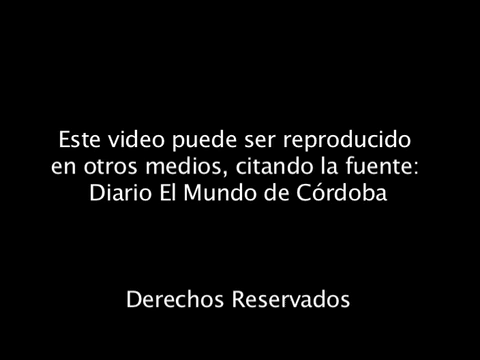 Este video puede ser reproducido
en otros medios, citando la fuente:
Diario El Mundo de Córdoba
Derechos Reservados